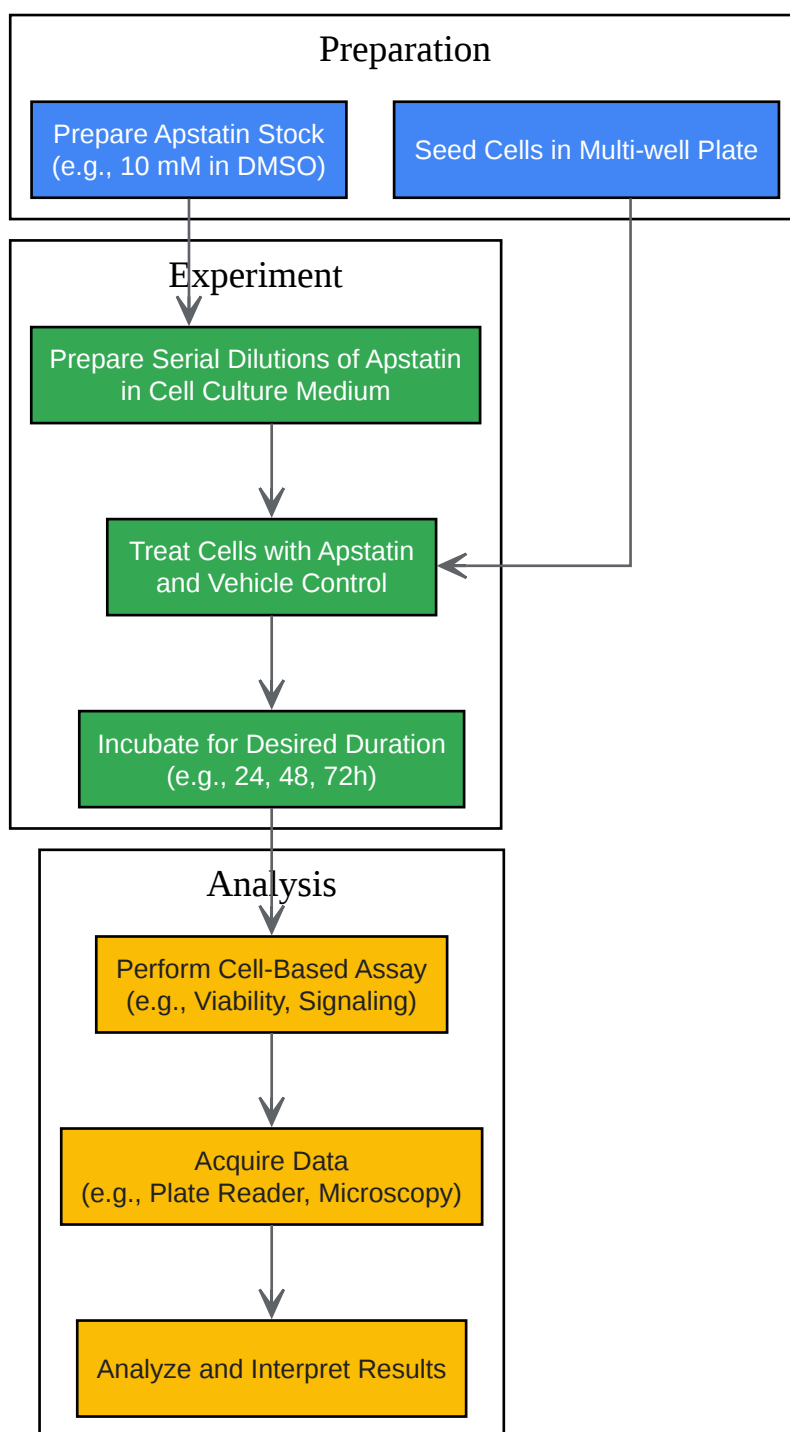 Preparation
Prepare Apstatin Stock
(e.g., 10 mM in DMSO)
Seed Cells in Multi-well Plate
Experiment
Prepare Serial Dilutions of Apstatin
in Cell Culture Medium
Treat Cells with Apstatin
and Vehicle Control
Incubate for Desired Duration
(e.g., 24, 48, 72h)
Analysis
Perform Cell-Based Assay
(e.g., Viability, Signaling)
Acquire Data
(e.g., Plate Reader, Microscopy)
Analyze and Interpret Results